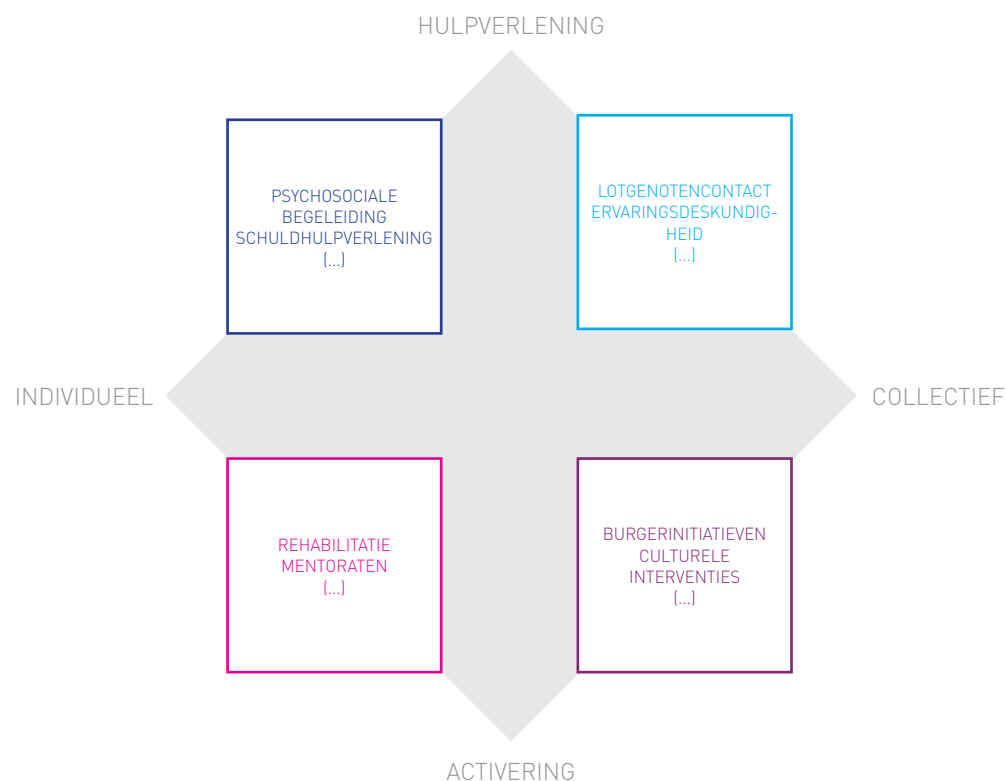 HULPVERLENING
PSYCHOSOCIALE
BEGELEIDING
SCHULDHULPVERLENING
(...)
LOTGENOTENCONTACT
ERVARINGSDESKUNDIG-
HEID
(...)
INDIVIDUEEL
COLLECTIEF
REHABILITATIE
MENTORATEN
(...)
BURGERINITIATIEVEN
CULTURELE
INTERVENTIES
(...)
ACTIVERING